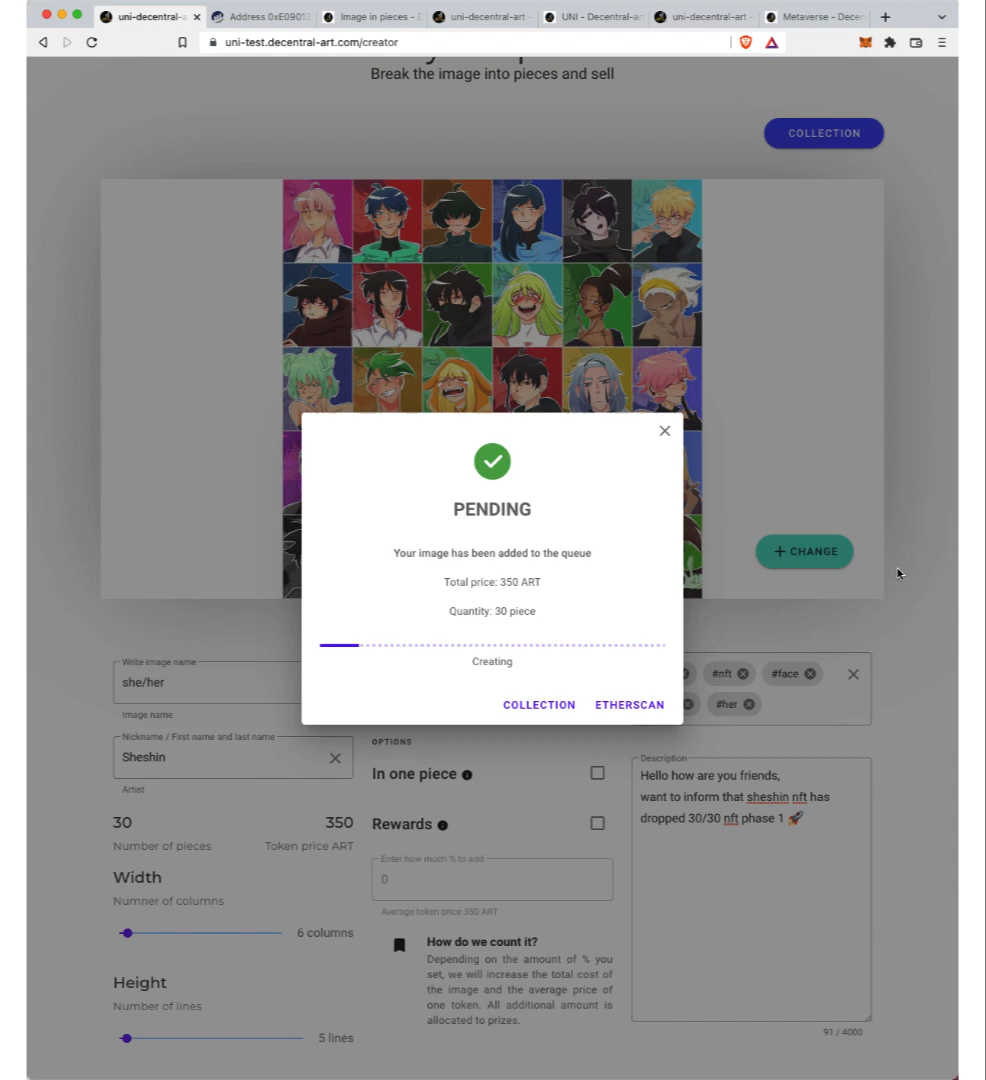 uni-decentral-a
Address 0xE09013
Image in pieces - D
uni-decentral-art -
UNI - Decentral-ar
uni-decentral-art -
Metaverse - Decen
uni-test.decentral-art.com/creator
Break the image into pieces and sell
COLLECTION
+ CHANGE
PENDING
Your image has been added to the queue
Total price: 350 ART
Quantity: 30 piece
Creating
COLLECTION ETHERSCAN
Write image name
she/her
Image name
Nickname / First name and last name
Sheshin
Artist
30 350
Number of pieces Token price ART
Width
Numner of columns
6 columns
Height
Number of lines
5 lines
OPTIONS
In one piece
Rewards
Enter how much % to add
0
Average token price 350 ART
How do we count it?
Depending on the amount of % you
set, we will increase the total cost of
the image and the average price of
one token. All additional amount is
allocated to prizes.
#nft #face
#her
Description
Hello how are you friends,
want to inform that sheshin nft has
dropped 30/30 nft phase 1 🚀
91 / 4000